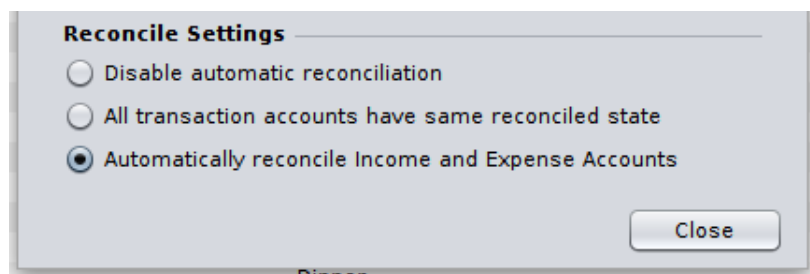 Reconcile Settings
Disable automatic reconciliation
All transaction accounts have same reconciled state
Automatically reconcile Income and Expense Accounts
Close